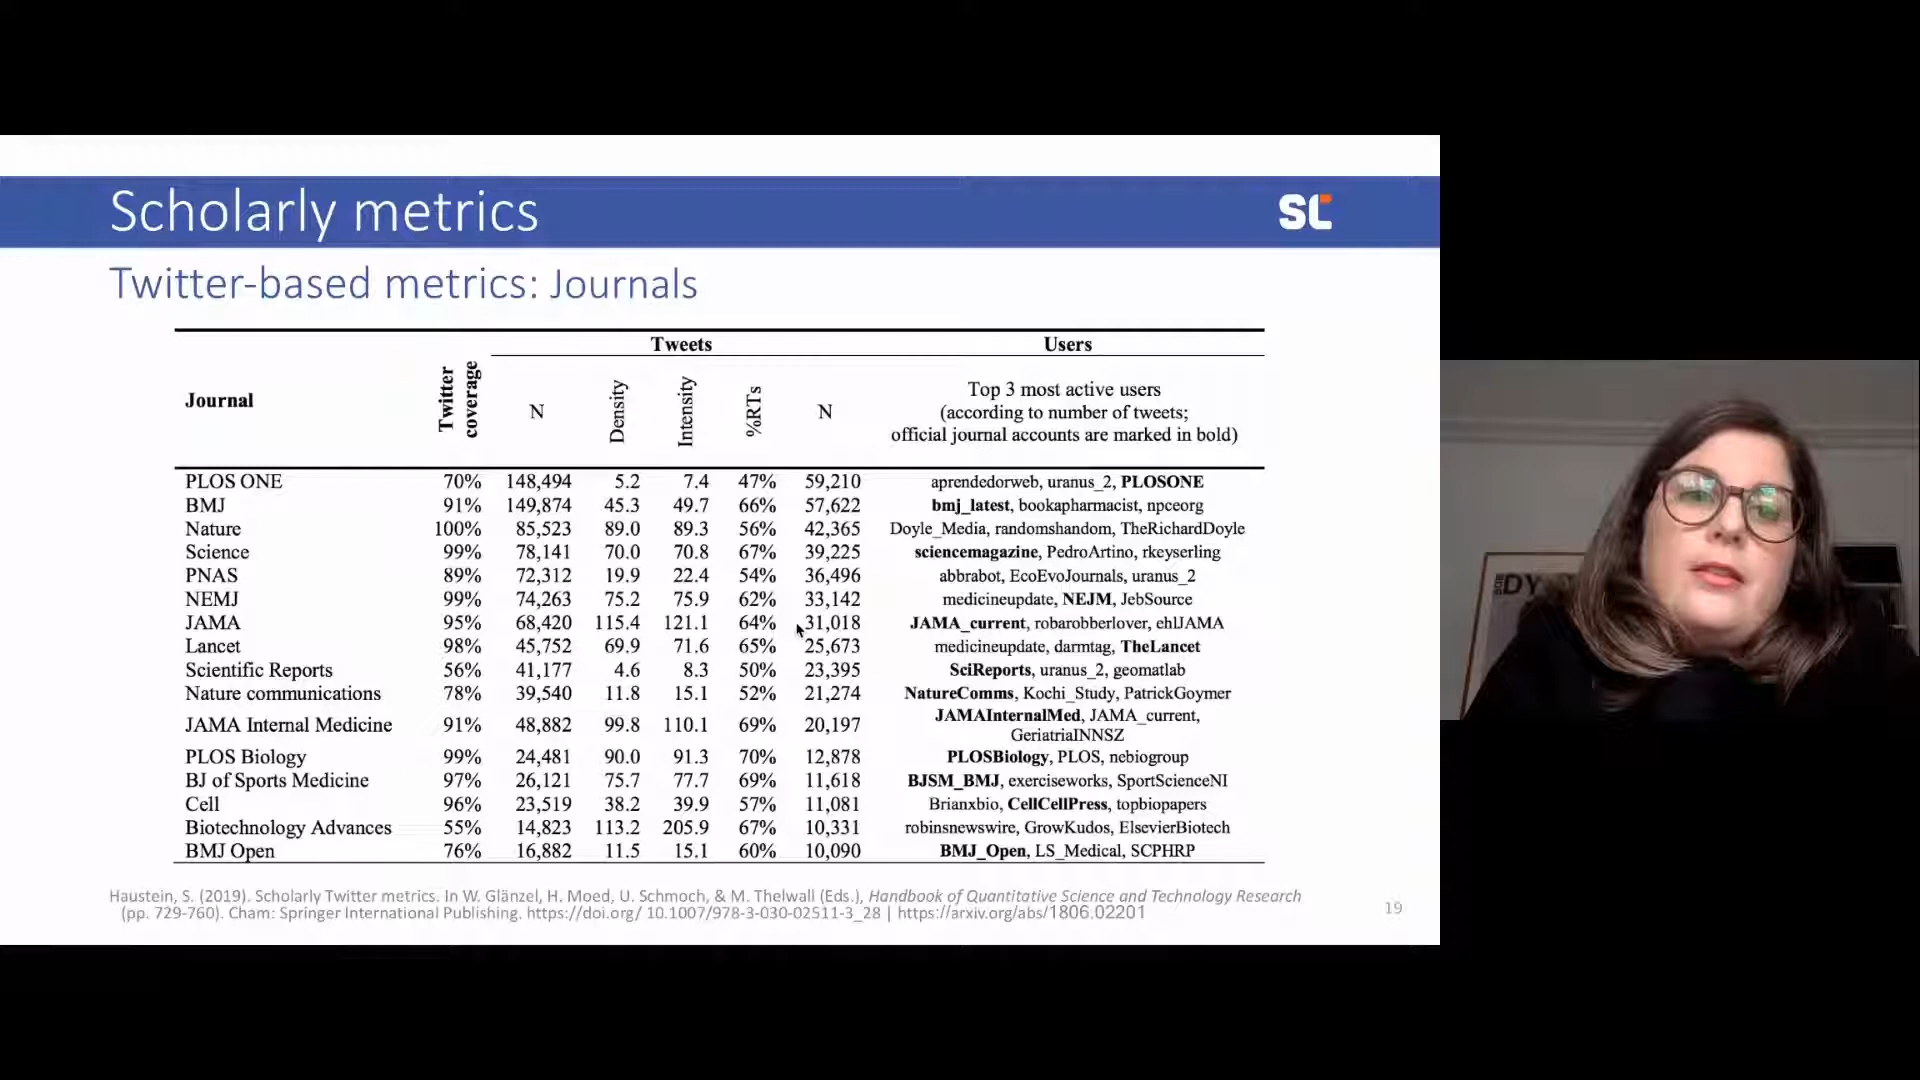 Scholarly metrics
SC
Twitter-based metrics: Journals
Tweets Users
Journal Twitter coverage N Density Intensity %RTs N Top 3 most active users
(according to number of tweets;
official journal accounts are marked in bold)
PLOS ONE 70% 148,494 5.2 7.4 47% 59,210 aprendedorweb, uranus_2, PLOSONE
BMJ 91% 149,874 45.3 49.7 66% 57,622 bmj_latest, bookapharmacist, npceorg
Nature 100% 85,523 89.0 89.3 56% 42,365 Doyle_Media, randomshandom, TheRichardDoyle
Science 99% 78,141 70.0 70.8 67% 39,225 sciencemagazine, PedroArtino, rkeyserling
PNAS 89% 72,312 19.9 22.4 54% 36,496 abbrabot, EcoEvoJournals, uranus_2
NEMJ 99% 74,263 75.2 75.9 62% 33,142 medicineupdate, NEJM, JebSource
JAMA 95% 68,420 115.4 121.1 64% 31,018 JAMA_current, robarobberlover, ehlJAMA
Lancet 98% 45,752 69.9 71.6 65% 25,673 medicineupdate, darmtag, TheLancet
Scientific Reports 56% 41,177 4.6 8.3 50% 23,395 SciReports, uranus_2, geomatlab
Nature communications 78% 39,540 11.8 15.1 52% 21,274 NatureComms, Kochi_Study, PatrickGoymer
JAMA Internal Medicine 91% 48,882 99.8 110.1 69% 20,197 JAMAInternalMed, JAMA_current,
GeriatriaINNSZ
PLOS Biology 99% 24,481 90.0 91.3 70% 12,878 PLOSBiology, PLOS, nebiogroup
BJ of Sports Medicine 97% 26,121 75.7 77.7 69% 11,618 BJSM_BMJ, exerciseworks, SportScienceNI
Cell 96% 23,519 38.2 39.9 57% 11,081 Brianxbio, CellCellPress, topbiopapers
Biotechnology Advances 55% 14,823 113.2 205.9 67% 10,331 robinsnewswire, GrowKudos, ElsevierBiotech
BMJ Open 76% 16,882 11.5 15.1 60% 10,090 BMJ_Open, LS_Medical, SCPHRP
Haustein, S. (2019). Scholarly Twitter metrics. In W. Glänzel, H. Moed, U. Schmoch, & M. Thelwall (Eds.), Handbook of Quantitative Science and Technology Research
(pp. 729-760). Cham: Springer International Publishing. https://doi.org/ 10.1007/978-3-030-02511-3_28 | https://arxiv.org/abs/1806.02201
19